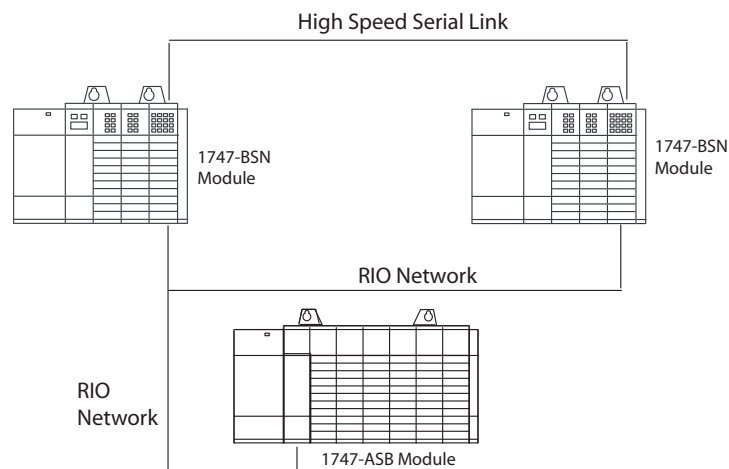 High Speed Serial Link
1747-BSN
Module
1747-BSN
Module
RIO Network
RIO
Network
1747-ASB Module